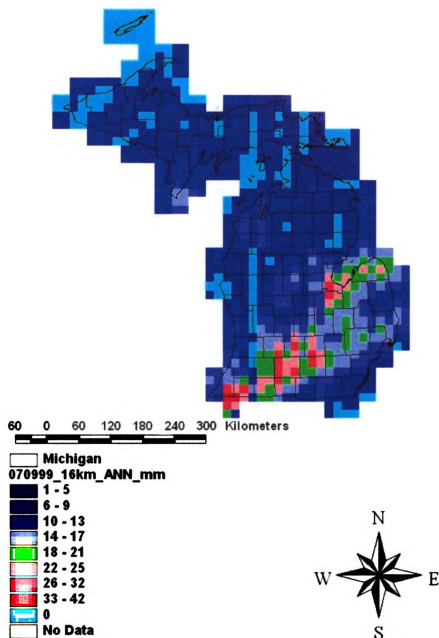 60 0 60 120 180 240 300 Kilometers
Michigan
070999_16km_ANN_mm
1 - 5
6 - 9
10 - 13
14 - 17
18 - 21
22 - 25
26 - 32
33 - 42
0
No Data
N
W E
S